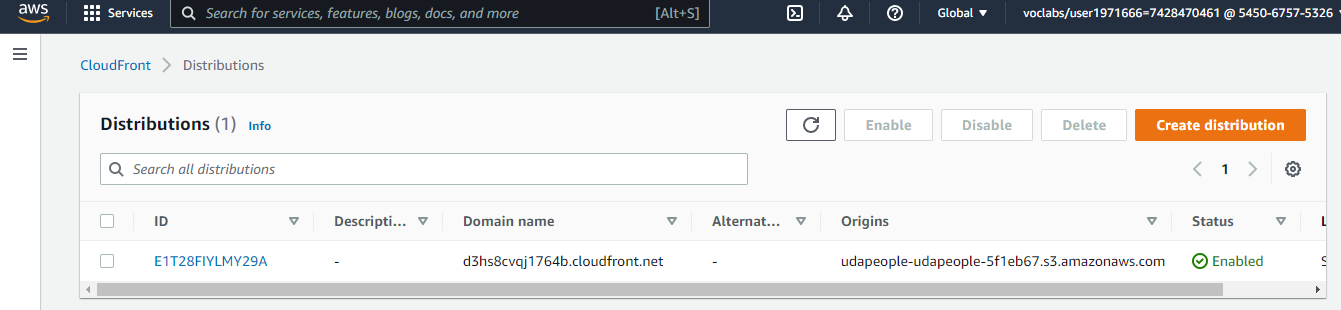 aws Services Search for services, features, blogs, docs, and more [Alt+S] Global ▼ voclabs/user1971666=7428470461 @ 5450-6757-5326
CloudFront > Distributions
Distributions (1) Info Enable Disable Delete Create distribution
Search all distributions 1
ID Descripti... Domain name Alternat... Origins Status L
E1T28FIYLMY29A - d3hs8cvqj1764b.cloudfront.net - udapeople-udapeople-5f1eb67.s3.amazonaws.com Enabled S